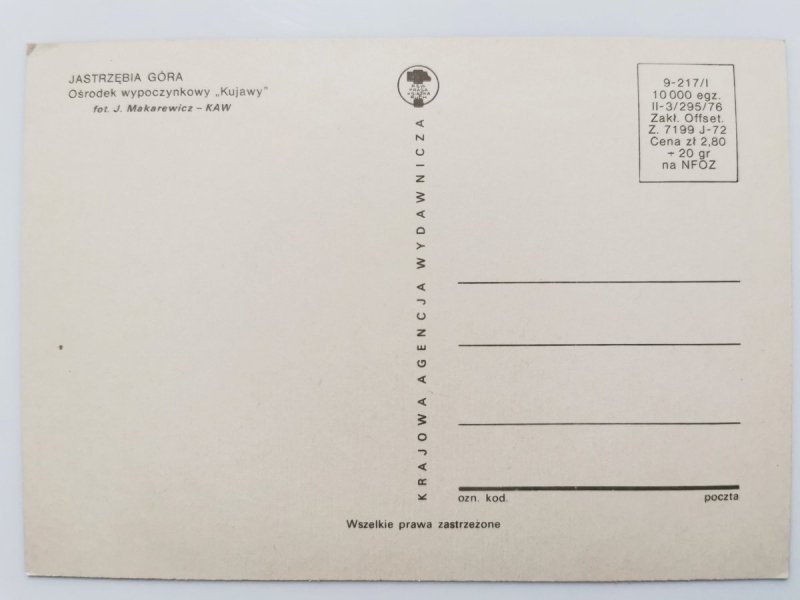 JASTRZĘBIA GÓRA
Ośrodek wypoczynkowy „Kujawy”
fot. J. Makarewicz – KAW
KRAJOWA AGENCJA WYDAWNICZA
9-217/I
10 000 egz.
II-3/295/76
Zakł. Offset.
Z. 7199 J-72
Cena zł 2,80
+ 20 gr
na NFOZ
ozn. kod.
poczta
Wszelkie prawa zastrzeżone